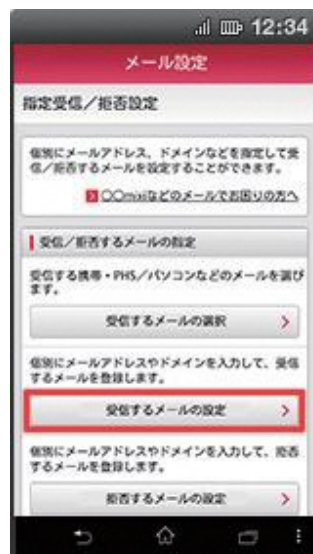 12:34
メール設定
指定受信/拒否設定
個別にメールアドレス、ドメインなどを指定して受
信/拒否するメールを設定することができます。
〇〇mixiなどのメールでお困りの方へ
受信/拒否するメールの指定
受信する携帯・PHS/パソコンなどのメールを選び
ます。
受信するメールの選択
個別にメールアドレスやドメインを入力して、受信
するメールを登録します。
受信するメールの設定
個別にメールアドレスやドメインを入力して、拒否
するメールを登録します。
拒否するメールの設定